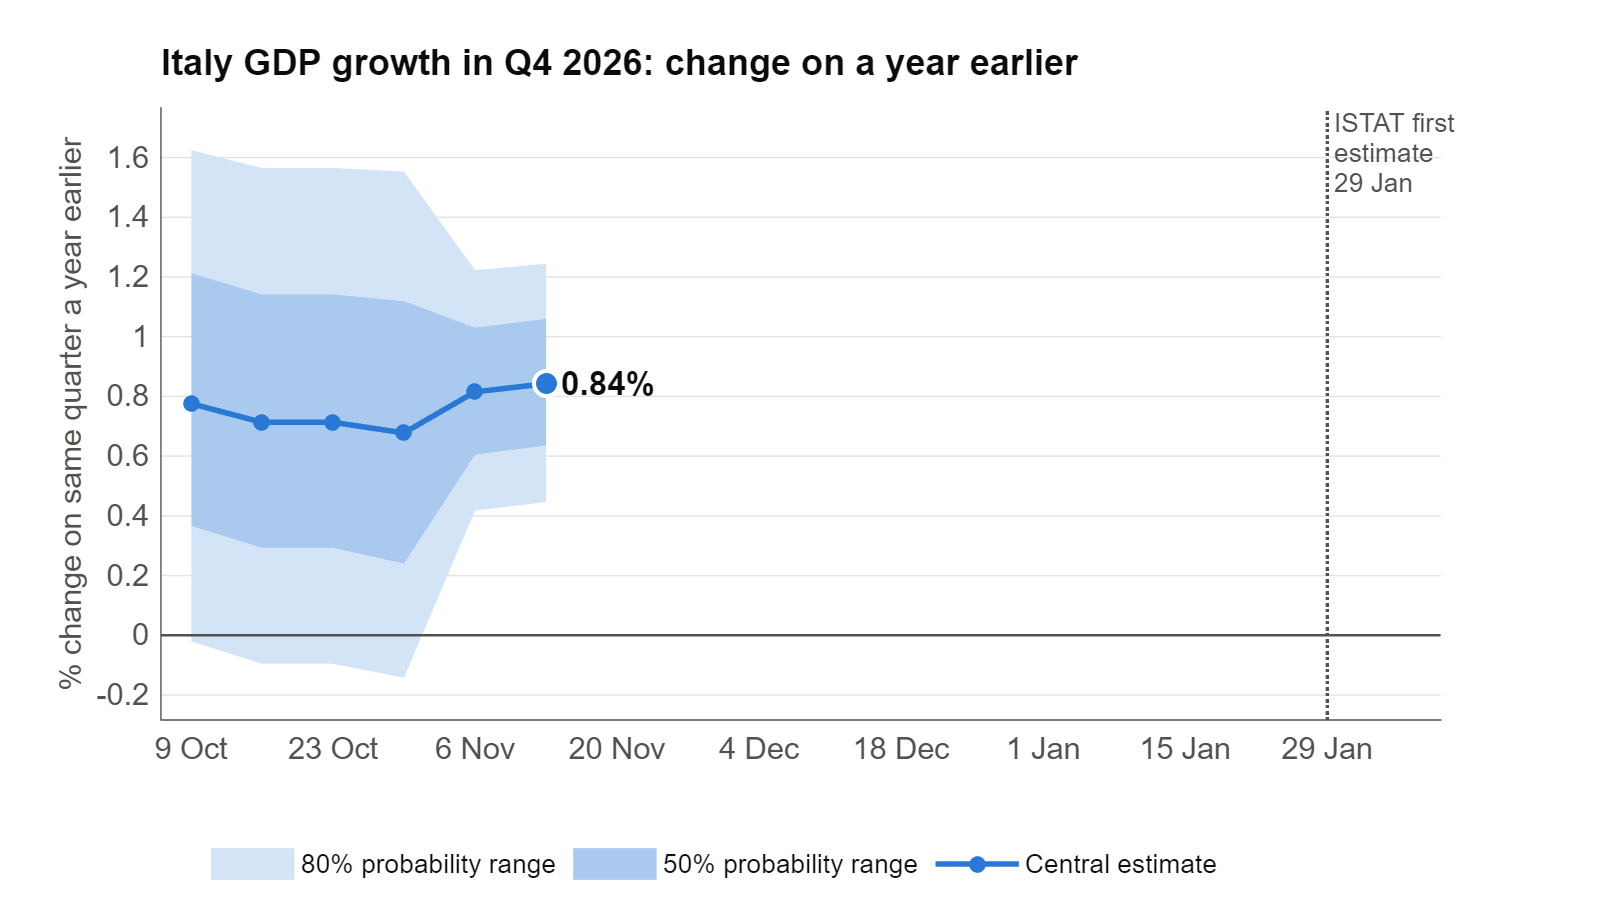 Italy GDP growth in Q4 2026: change on a year earlier
% change on same quarter a year earlier
1.6
1.4
1.2
1
0.8
0.6
0.4
0.2
0
-0.2
ISTAT first
estimate
29 Jan
0.84%
9 Oct
23 Oct
6 Nov
20 Nov
4 Dec
18 Dec
1 Jan
15 Jan
29 Jan
80% probability range
50% probability range
Central estimate